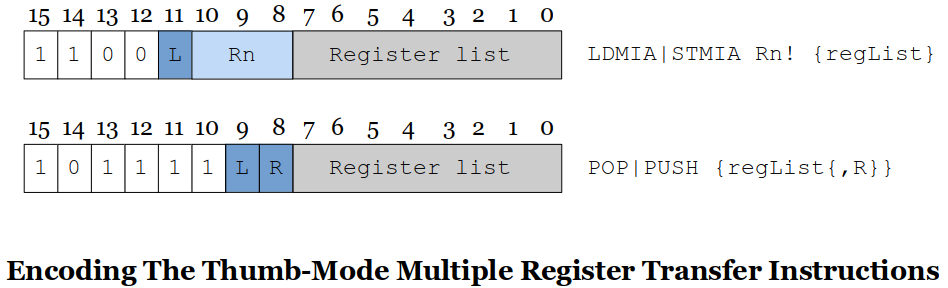 15 14 13 12 11 10 9 8 7 6 5 4 3 2 1 0
1 1 0 0 L Rn Register list LDMIA|STMIA Rn! {regList}
15 14 13 12 11 10 9 8 7 6 5 4 3 2 1 0
1 0 1 1 1 1 L R Register list POP|PUSH {regList{,R}}
Encoding The Thumb-Mode Multiple Register Transfer Instructions